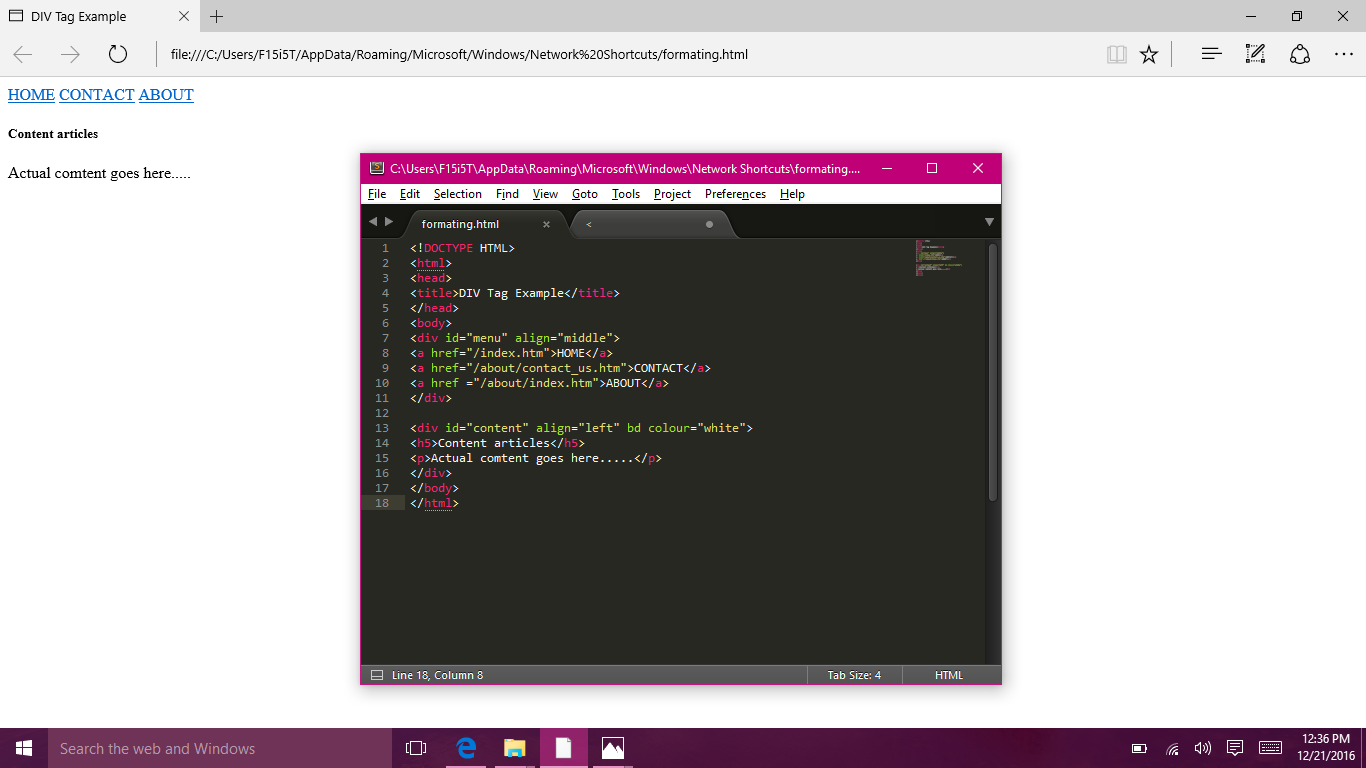 DIV Tag Example
file:///C:/Users/F15i5T/AppData/Roaming/Microsoft/Windows/Network%20Shortcuts/formating.html
HOME CONTACT ABOUT
Content articles
Actual comtent goes here.....
C:\Users\F15i5T\AppData\Roaming\Microsoft\Windows\Network Shortcuts\formating....
File Edit Selection Find View Goto Tools Project Preferences Help
formating.html <
1 <!DOCTYPE HTML>
2 <html>
3 <head>
4 <title>DIV Tag Example</title>
5 </head>
6 <body>
7 <div id="menu" align="middle">
8 <a href="/index.htm">HOME</a>
9 <a href="/about/contact_us.htm">CONTACT</a>
10 <a href ="/about/index.htm">ABOUT</a>
11 </div>
12
13 <div id="content" align="left" bd colour="white">
14 <h5>Content articles</h5>
15 <p>Actual comtent goes here.....</p>
16 </div>
17 </body>
18 </html>
Line 18, Column 8 Tab Size: 4 HTML
Search the web and Windows
12:36 PM
12/21/2016